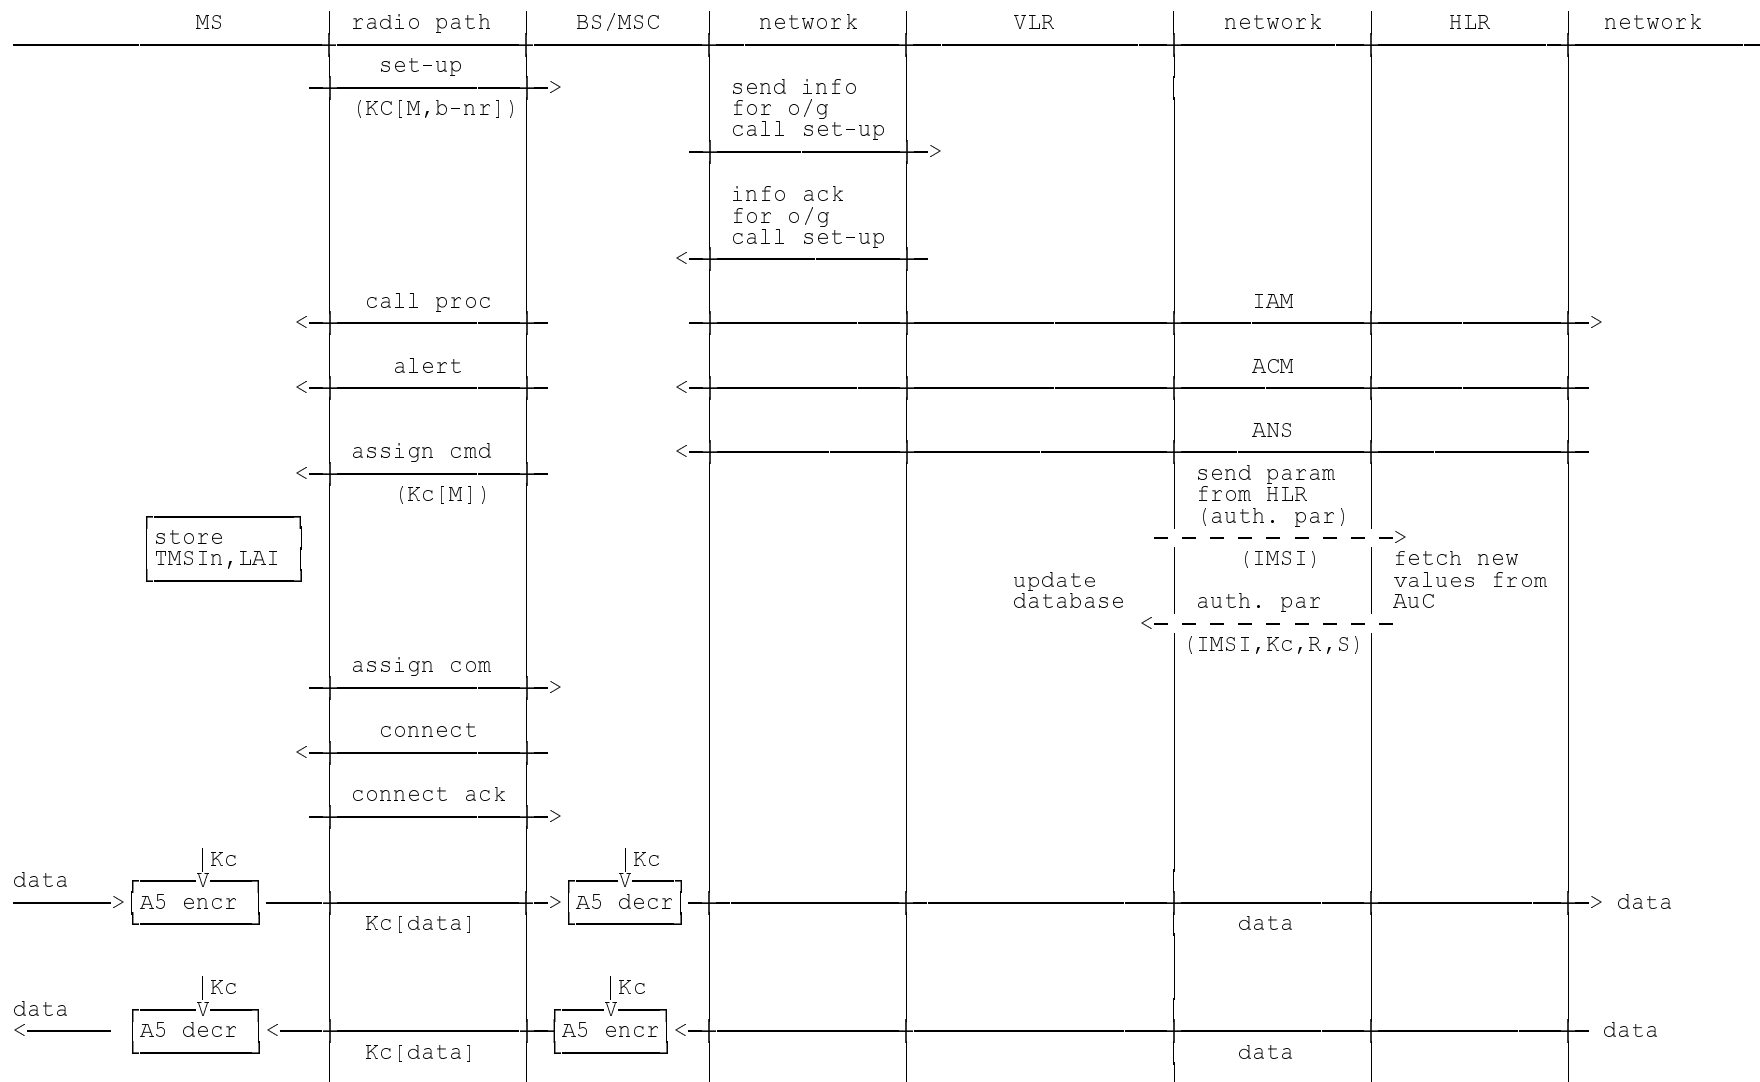 MS radio path BS/MSC network VLR network HLR network
set-up
(KC[M,b-nr])
send info
for o/g
call set-up
info ack
for o/g
call set-up
call proc IAM
alert ACM
ANS
assign cmd
(Kc[M])
send param
from HLR
(auth. par)
store
TMSIn,LAI
(IMSI) fetch new
update values from
database auth. par AuC
(IMSI,Kc,R,S)
assign com
connect
connect ack
Kc Kc
data
A5 encr A5 decr data
Kc[data] data
Kc Kc
data
A5 decr A5 encr data
Kc[data] data